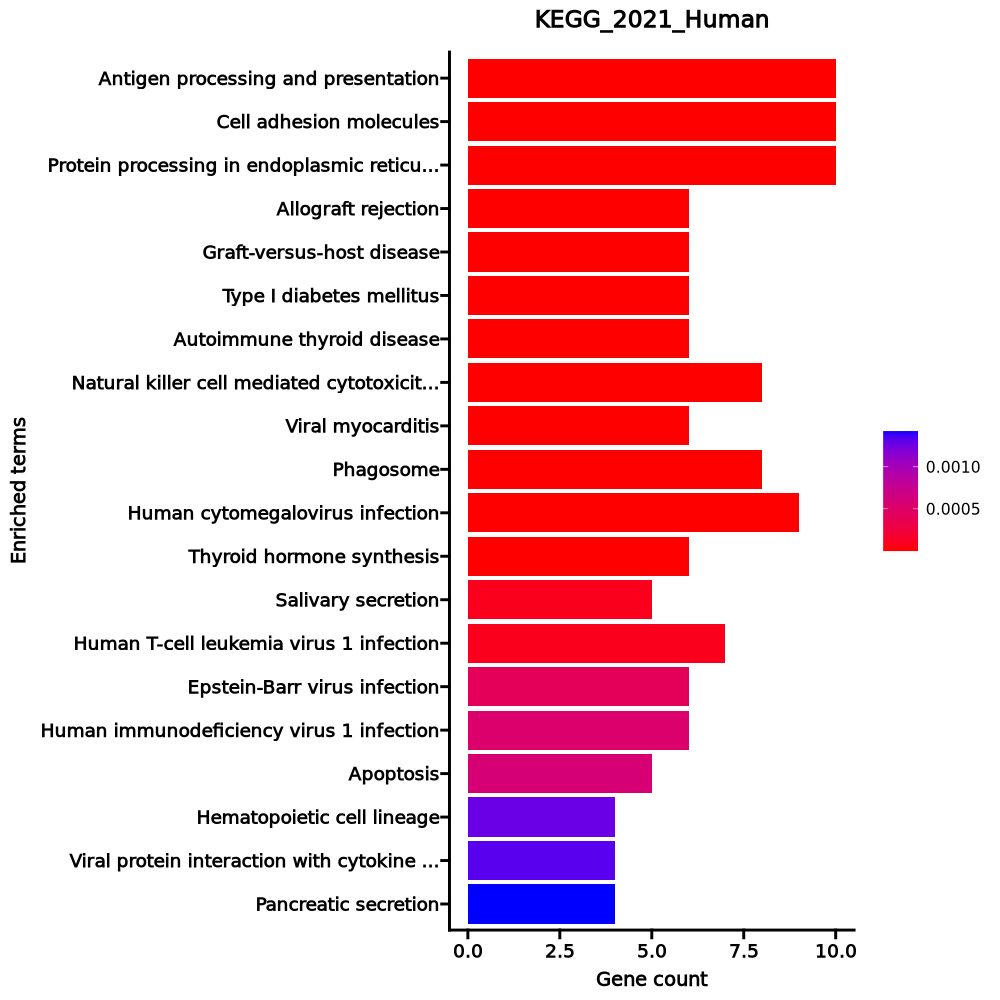 KEGG_2021_Human
Antigen processing and presentation
Cell adhesion molecules
Protein processing in endoplasmic reticu...
Allograft rejection
Graft-versus-host disease
Type I diabetes mellitus
Autoimmune thyroid disease
Natural killer cell mediated cytotoxicit...
Viral myocarditis
Phagosome
Human cytomegalovirus infection
Thyroid hormone synthesis
Salivary secretion
Human T-cell leukemia virus 1 infection
Epstein-Barr virus infection
Human immunodeficiency virus 1 infection
Apoptosis
Hematopoietic cell lineage
Viral protein interaction with cytokine ...
Pancreatic secretion
Enriched terms
0.0 2.5 5.0 7.5 10.0
Gene count
0.0010
0.0005